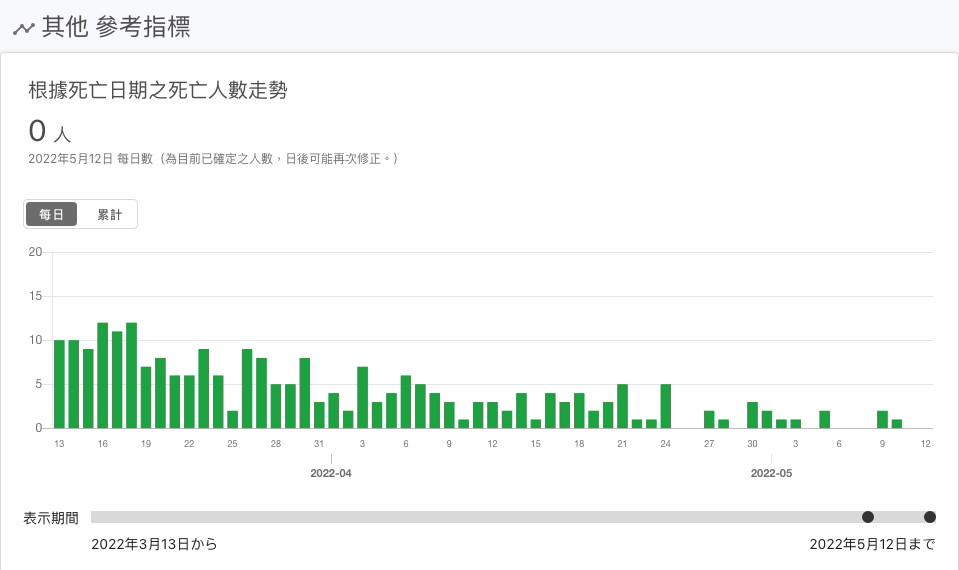 其他 參考指標
根據死亡日期之死亡人數走勢
0 人
2022年5月12日 每日數（為目前已確定之人數，日後可能再次修正。）
每日 累計
20
15
10
5
0
13 16 19 22 25 28 31 3 6 9 12 15 18 21 24 27 30 3 6 9 12
2022-04 2022-05
表示期間
2022年3月13日から 2022年5月12日まで